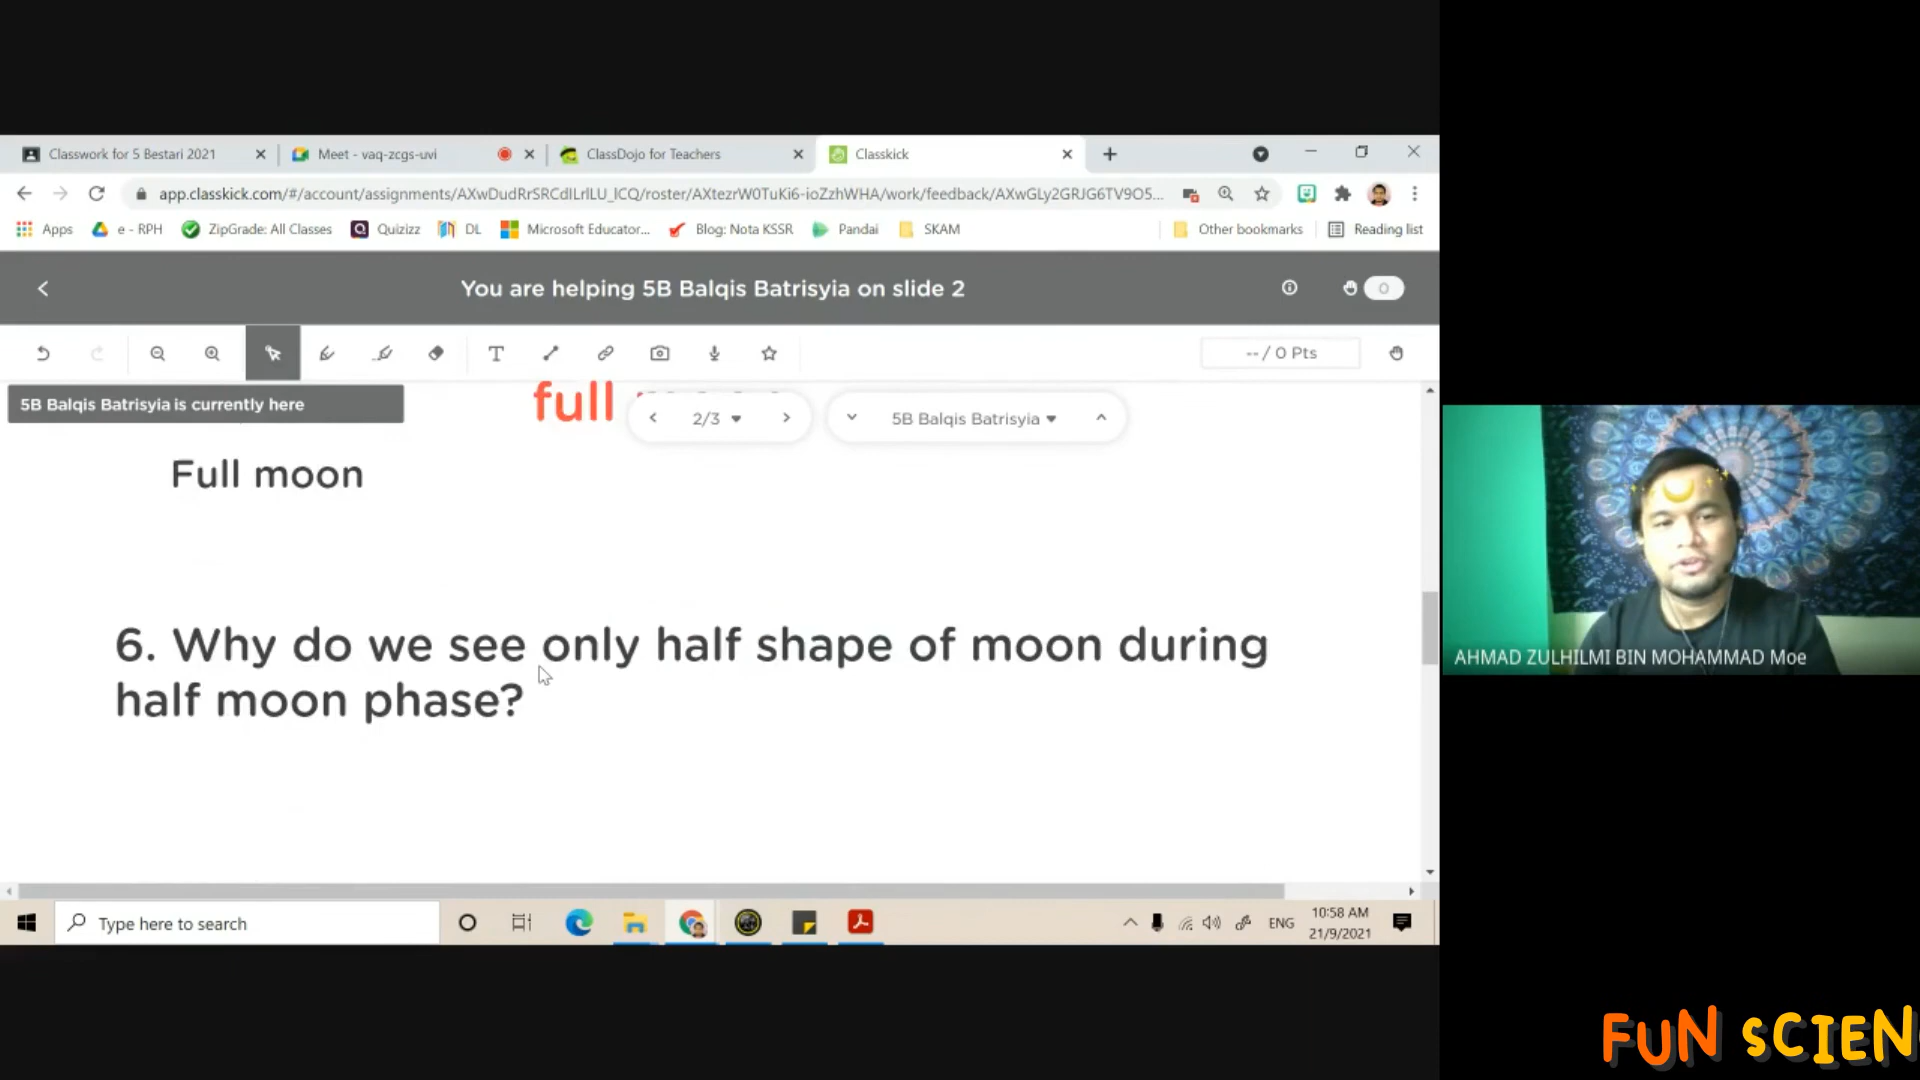 Classwork for 5 Bestari 2021
Meet - vaq-zcgs-uvi
ClassDojo for Teachers
Classkick
app.classkick.com/#/account/assignments/AXwDudRrSRCdILrlLU_lCQ/roster/AXtezrW0TuKi6-ioZzhWHA/work/feedback/AXwGLy2GRJG6TV9O5...
Apps
e - RPH
ZipGrade: All Classes
Quizizz
DL
Microsoft Educator...
Blog: Nota KSSR
Pandai
SKAM
Other bookmarks
Reading list
You are helping 5B Balqis Batrisyia on slide 2
0
T
-- / 0 Pts
5B Balqis Batrisyia is currently here
full
2/3
5B Balqis Batrisyia
Full moon
6. Why do we see only half shape of moon during
half moon phase?
AHMAD ZULHILMI BIN MOHAMMAD Moe
Type here to search
ENG
10:58 AM
21/9/2021
FUN SCIEN